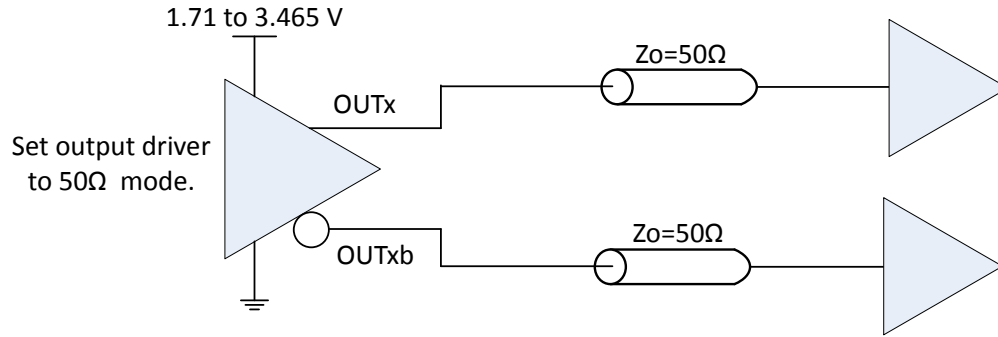 1.71 to 3.465 V
Zo=50Ω
OUTx
Set output driver
to 50Ω mode.
Zo=50Ω
OUTxb